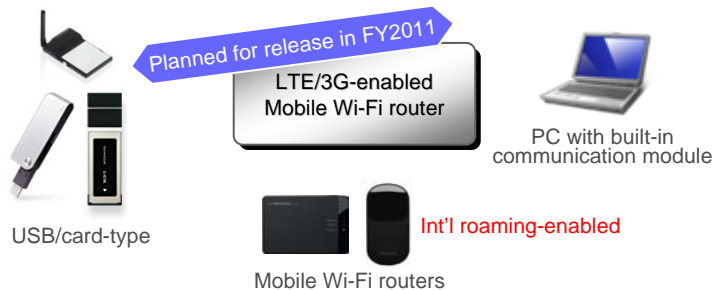 Planned for release in FY2011
LTE/3G-enabled
Mobile Wi-Fi router
PC with built-in
communication module
USB/card-type
Int'l roaming-enabled
Mobile Wi-Fi routers